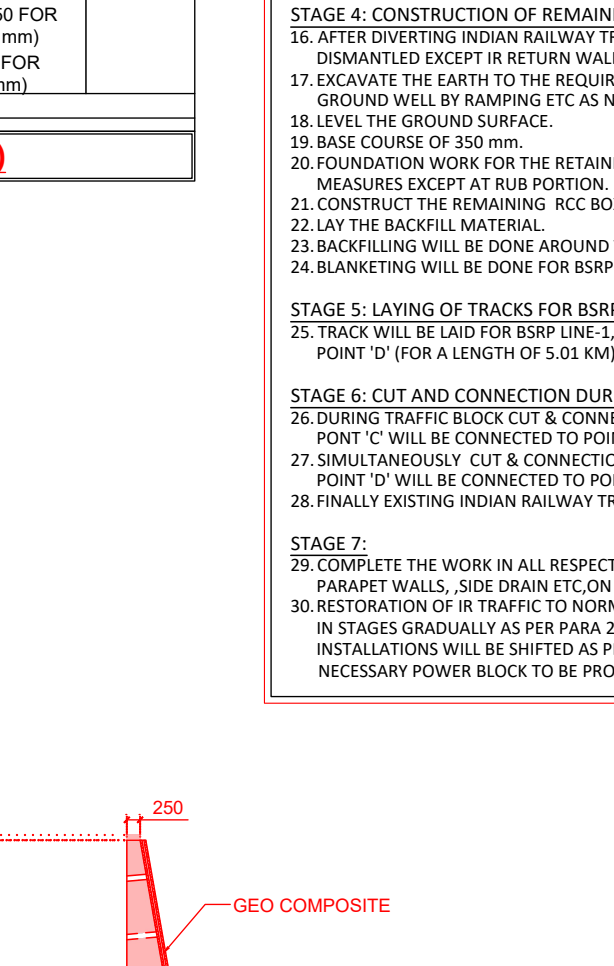 50 FOR
mm)
FOR
mm)
)
STAGE 4: CONSTRUCTION OF REMAIN
16. AFTER DIVERTING INDIAN RAILWAY TR
DISMANTLED EXCEPT IR RETURN WALL
17. EXCAVATE THE EARTH TO THE REQUIR
GROUND WELL BY RAMPING ETC AS N
18. LEVEL THE GROUND SURFACE.
19. BASE COURSE OF 350 mm.
20. FOUNDATION WORK FOR THE RETAIN
MEASURES EXCEPT AT RUB PORTION.
21. CONSTRUCT THE REMAINING RCC BO
22. LAY THE BACKFILL MATERIAL.
23. BACKFILLING WILL BE DONE AROUND
24. BLANKETING WILL BE DONE FOR BSRP
STAGE 5: LAYING OF TRACKS FOR BSRP
25. TRACK WILL BE LAID FOR BSRP LINE-1,
POINT 'D' (FOR A LENGTH OF 5.01 KM)
STAGE 6: CUT AND CONNECTION DUR
26. DURING TRAFFIC BLOCK CUT & CONNE
PONT 'C' WILL BE CONNECTED TO POI
27. SIMULTANEOUSLY CUT & CONNECTIO
POINT 'D' WILL BE CONNECTED TO PO
28. FINALLY EXISTING INDIAN RAILWAY TR
STAGE 7:
29. COMPLETE THE WORK IN ALL RESPECT
PARAPET WALLS, ,SIDE DRAIN ETC,ON
30. RESTORATION OF IR TRAFFIC TO NORM
IN STAGES GRADUALLY AS PER PARA 2
INSTALLATIONS WILL BE SHIFTED AS P
NECESSARY POWER BLOCK TO BE PRO
250
GEO COMPOSITE